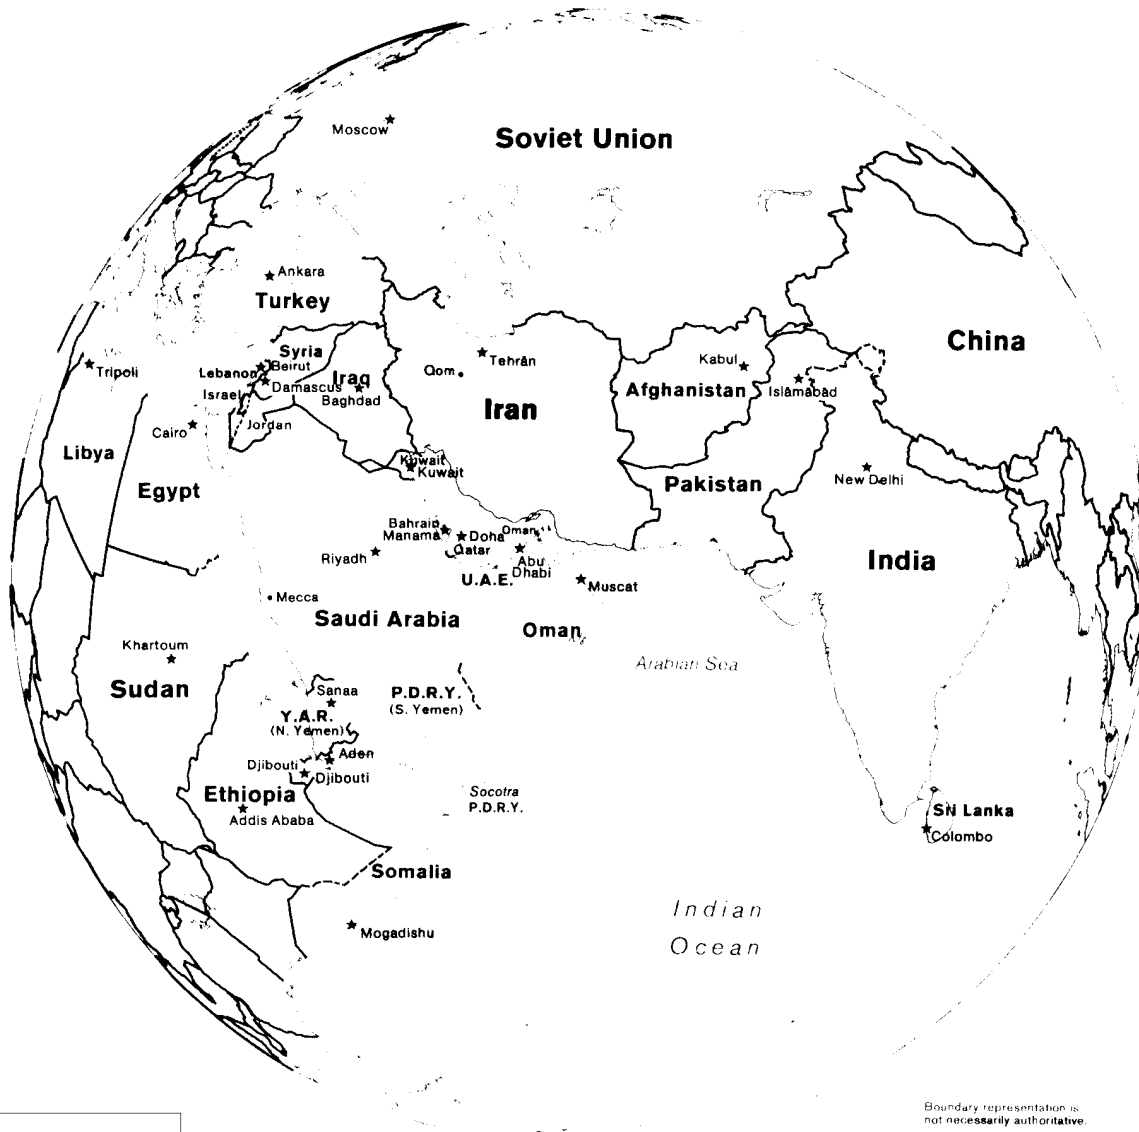 Moscow
Soviet Union
Ankara
Turkey
China
Syria
Tehrān
Kabul
Tripoli
Lebanon
Beirut
Qom
Iraq
Damascus
Afghanistan
Islāmābād
Israel
Baghdad
Iran
Jordan
Cairo
Libya
Kuwait
Kuwait
Pakistan
New Delhi
Egypt
Bahrain
Manama
Doha
Oman
Qatar
Riyadh
Abu
Dhabi
India
U.A.E.
Muscat
Mecca
Saudi Arabia
Oman
Khartoum
Arabian Sea
Sudan
Sanaa
P.D.R.Y.
(S. Yemen)
Y.A.R.
(N. Yemen)
Aden
Djibouti
Djibouti
Ethiopia
Socotra
P.D.R.Y.
Addis Ababa
Sri Lanka
Colombo
Somalia
Indian
Ocean
Mogadishu
Boundary representation is
not necessarily authoritative.